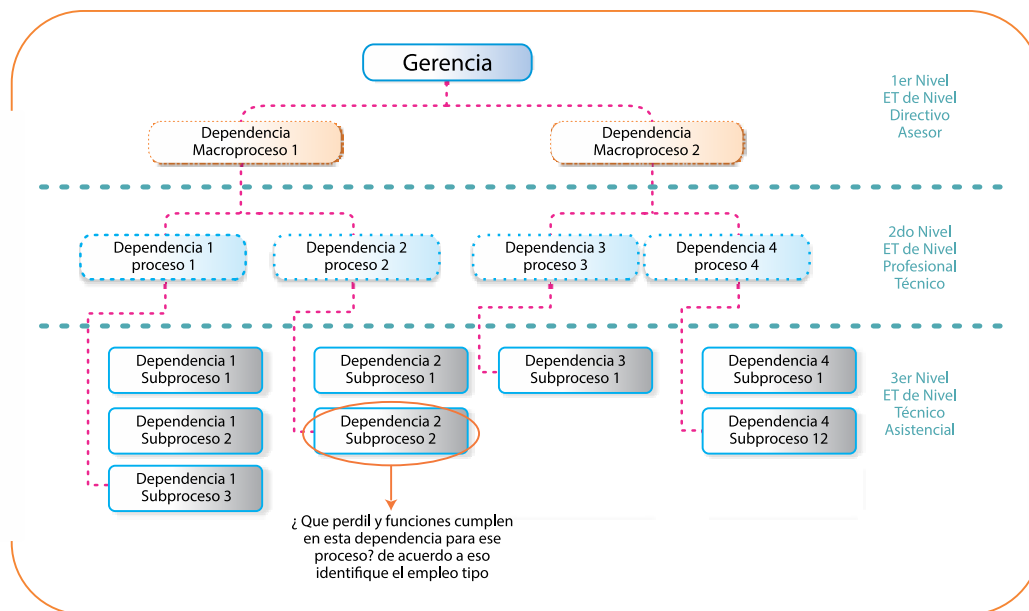 Gerencia
1er Nivel
ET de Nivel
Directivo
Asesor
Dependencia
Macroproceso 1
Dependencia
Macroproceso 2
Dependencia 1
proceso 1
Dependencia 2
proceso 2
Dependencia 3
proceso 3
Dependencia 4
proceso 4
2do Nivel
ET de Nivel
Profesional
Técnico
Dependencia 1
Subproceso 1
Dependencia 2
Subproceso 1
Dependencia 3
Subproceso 1
Dependencia 4
Subproceso 1
Dependencia 1
Subproceso 2
Dependencia 2
Subproceso 2
Dependencia 4
Subproceso 12
3er Nivel
ET de Nivel
Técnico
Asistencial
Dependencia 1
Subproceso 3
¿ Que perdil y funciones cumplen
en esta dependencia para ese
proceso? de acuerdo a eso
identifique el empleo tipo